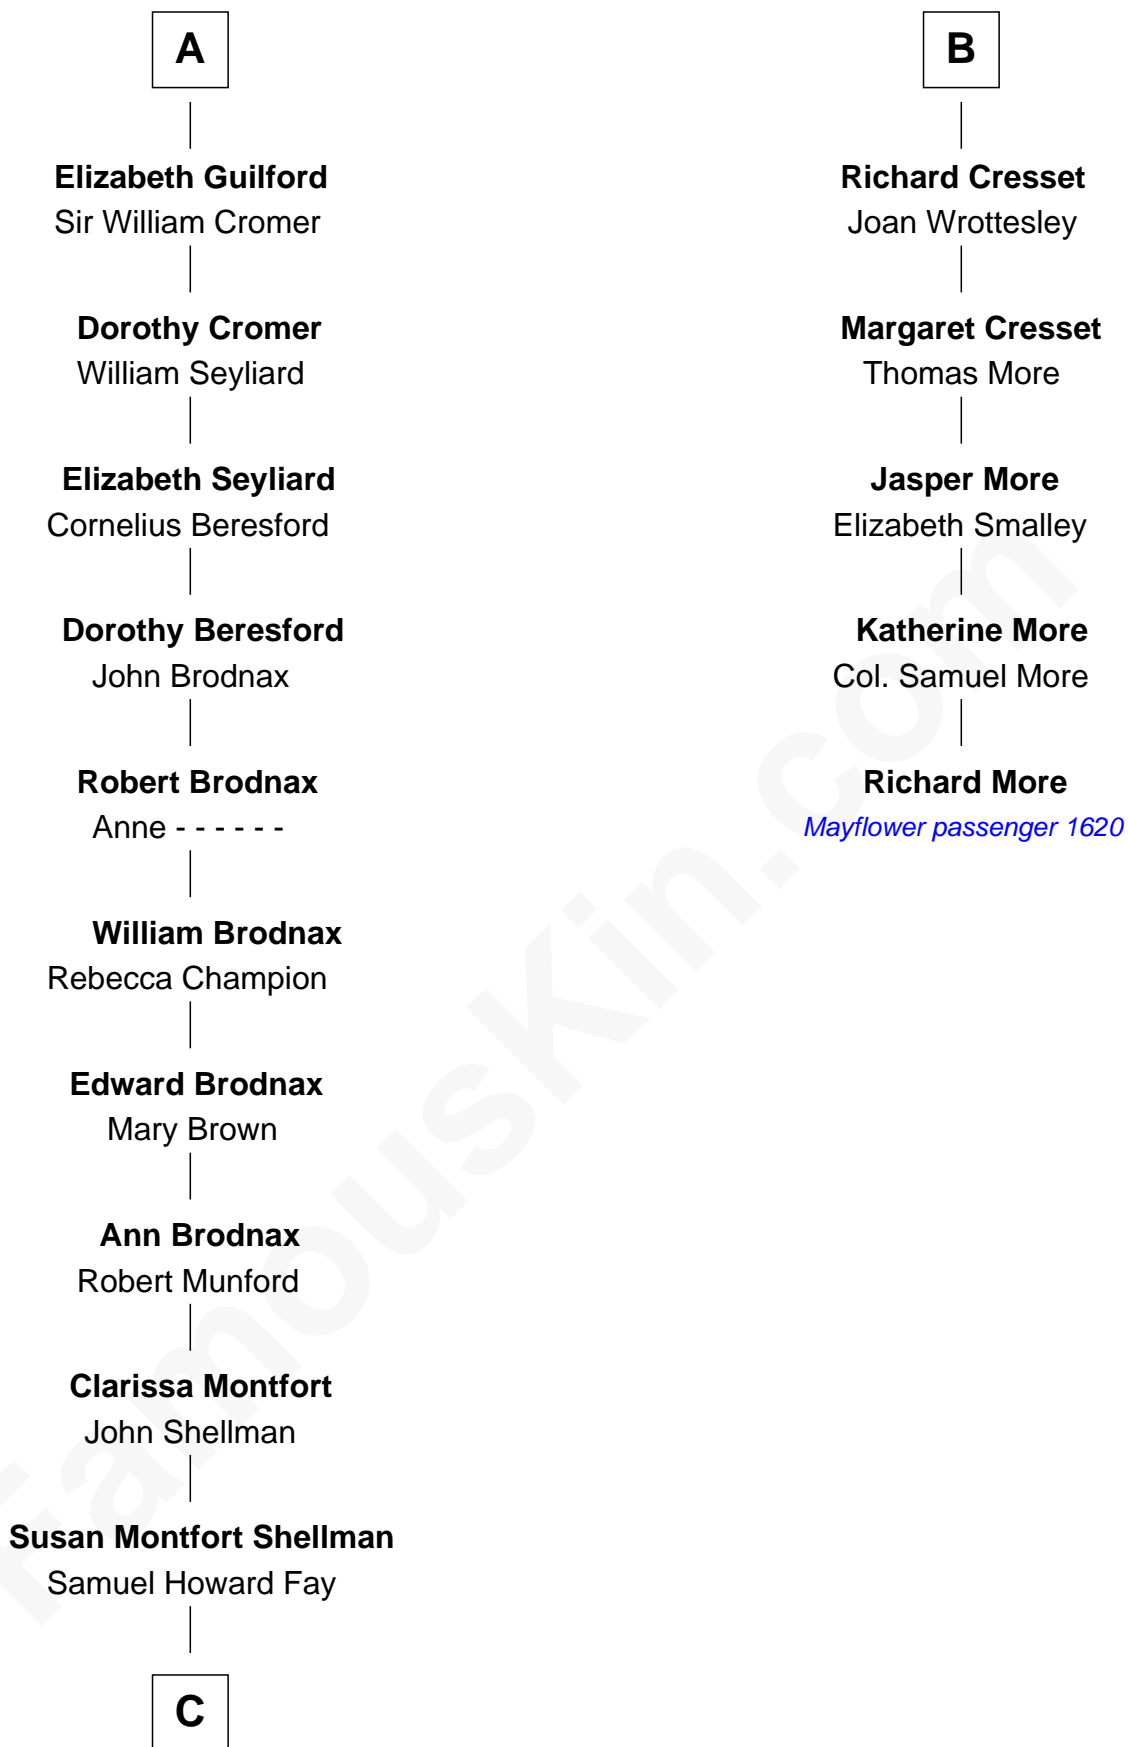 A
Elizabeth Guilford
Sir William Cromer
Dorothy Cromer
William Seyliard
Elizabeth Seyliard
Cornelius Beresford
Dorothy Beresford
John Brodnax
Robert Brodnax
Anne - - - - - -
William Brodnax
Rebecca Champion
Edward Brodnax
Mary Brown
Ann Brodnax
Robert Munford
Clarissa Montfort
John Shellman
Susan Montfort Shellman
Samuel Howard Fay
C
B
Richard Cresset
Joan Wrottesley
Margaret Cresset
Thomas More
Jasper More
Elizabeth Smalley
Katherine More
Col. Samuel More
Richard More
Mayflower passenger 1620
FamousKin.com